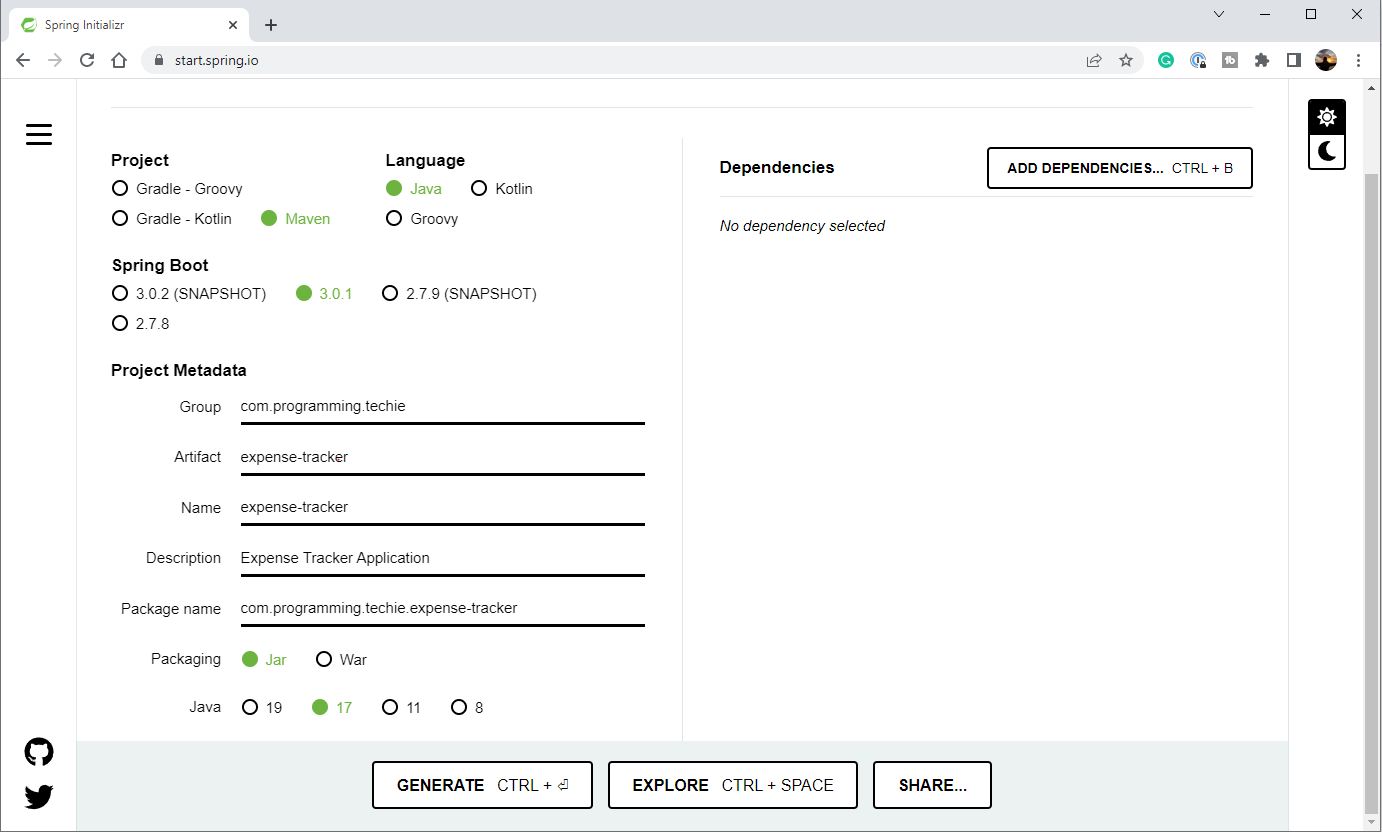 Spring Initializr
start.spring.io
Project
Gradle - Groovy
Gradle - Kotlin Maven
Language
Java Kotlin
Groovy
Spring Boot
3.0.2 (SNAPSHOT) 3.0.1 2.7.9 (SNAPSHOT)
2.7.8
Project Metadata
Group com.programming.techie
Artifact expense-tracker
Name expense-tracker
Description Expense Tracker Application
Package name com.programming.techie.expense-tracker
Packaging Jar War
Java 19 17 11 8
Dependencies ADD DEPENDENCIES... CTRL + B
No dependency selected
GENERATE CTRL + ⏎ EXPLORE CTRL + SPACE SHARE...